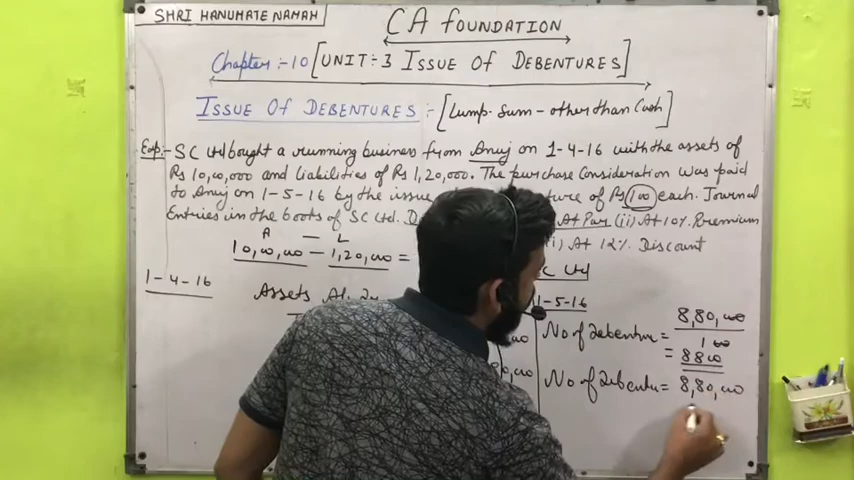 SHRI HANUMATE NAMAH
CA FOUNDATION
Chapter :- 10 [UNIT :- 3 ISSUE OF DEBENTURES]
ISSUE OF DEBENTURES :- [Lump-Sum - other than Cash]
Exp:- SC Ltd bought a running business from Anuj on 1-4-16 with the assets of
Rs 10,00,000 and liabilities of Rs 1,20,000. The purchase Consideration was paid
to Anuj on 1-5-16 by the issue of Rs 100 each. Journal
Entries in the books of SC Ltd. At Par (ii) At 10% Premium
At 12% Discount
A L
10,00,000 - 1,20,000 =
Ltd
1-4-16
Assets
1-5-16
No of Debenture = 8,80,000
100
= 8800
No of Debentu = 8,80,000